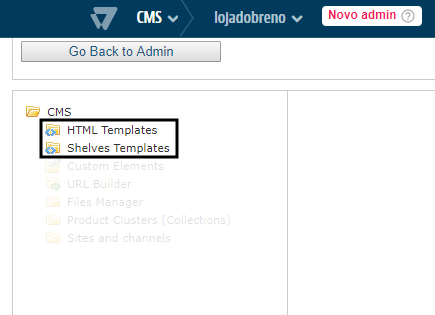 CMS lojadobreno Novo admin ?
Go Back to Admin
CMS
HTML Templates
Shelves Templates
Custom Elements
URL Builder
Files Manager
Product Clusters (Collections)
Sites and channels